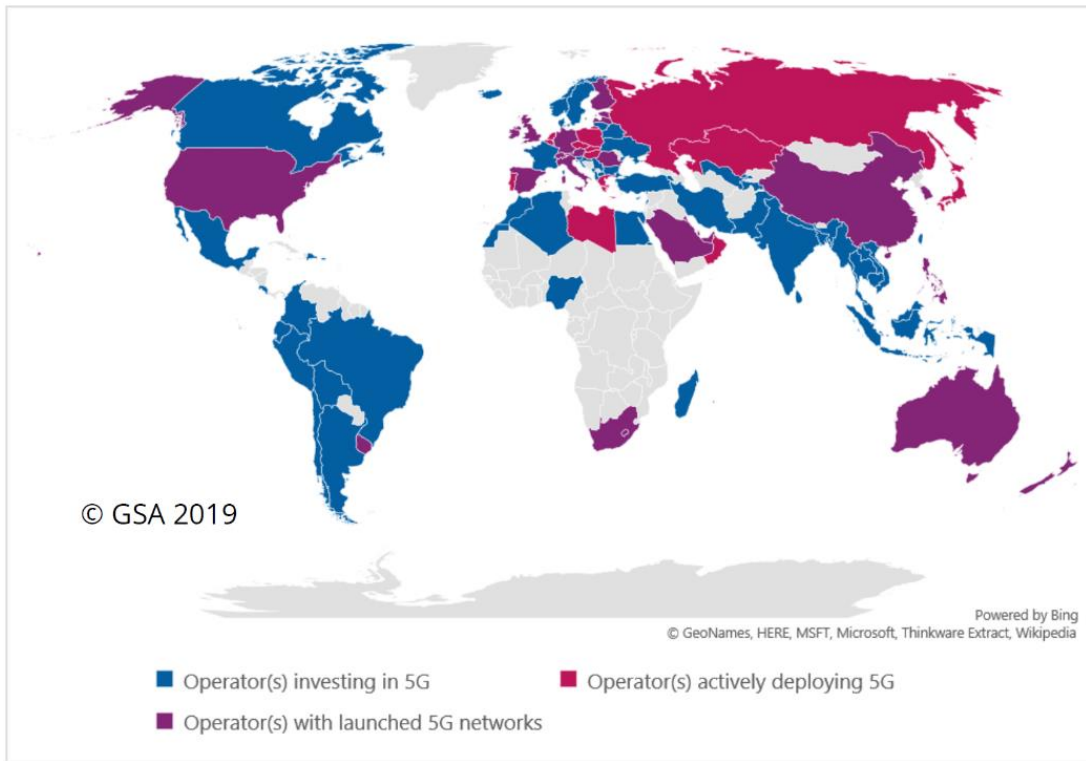 © GSA 2019
Powered by Bing
© GeoNames, HERE, MSFT, Microsoft, Thinkware Extract, Wikipedia
Operator(s) investing in 5G
Operator(s) actively deploying 5G
Operator(s) with launched 5G networks